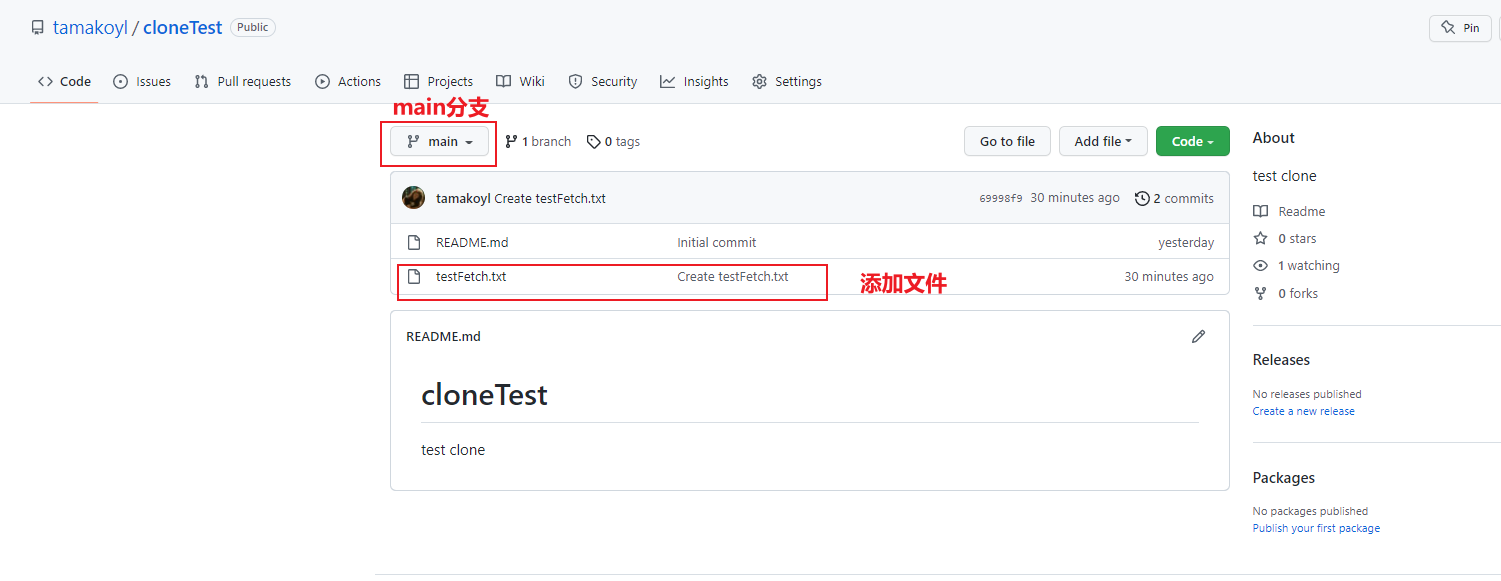 tamakoyl / cloneTest Public
Pin
Code Issues Pull requests Actions Projects Wiki Security Insights Settings
main分支
main 1 branch 0 tags Go to file Add file Code
tamakoyl Create testFetch.txt 69998f9 30 minutes ago 2 commits
README.md Initial commit yesterday
testFetch.txt Create testFetch.txt 30 minutes ago
添加文件
README.md
cloneTest
test clone
About
test clone
Readme
0 stars
1 watching
0 forks
Releases
No releases published
Create a new release
Packages
No packages published
Publish your first package